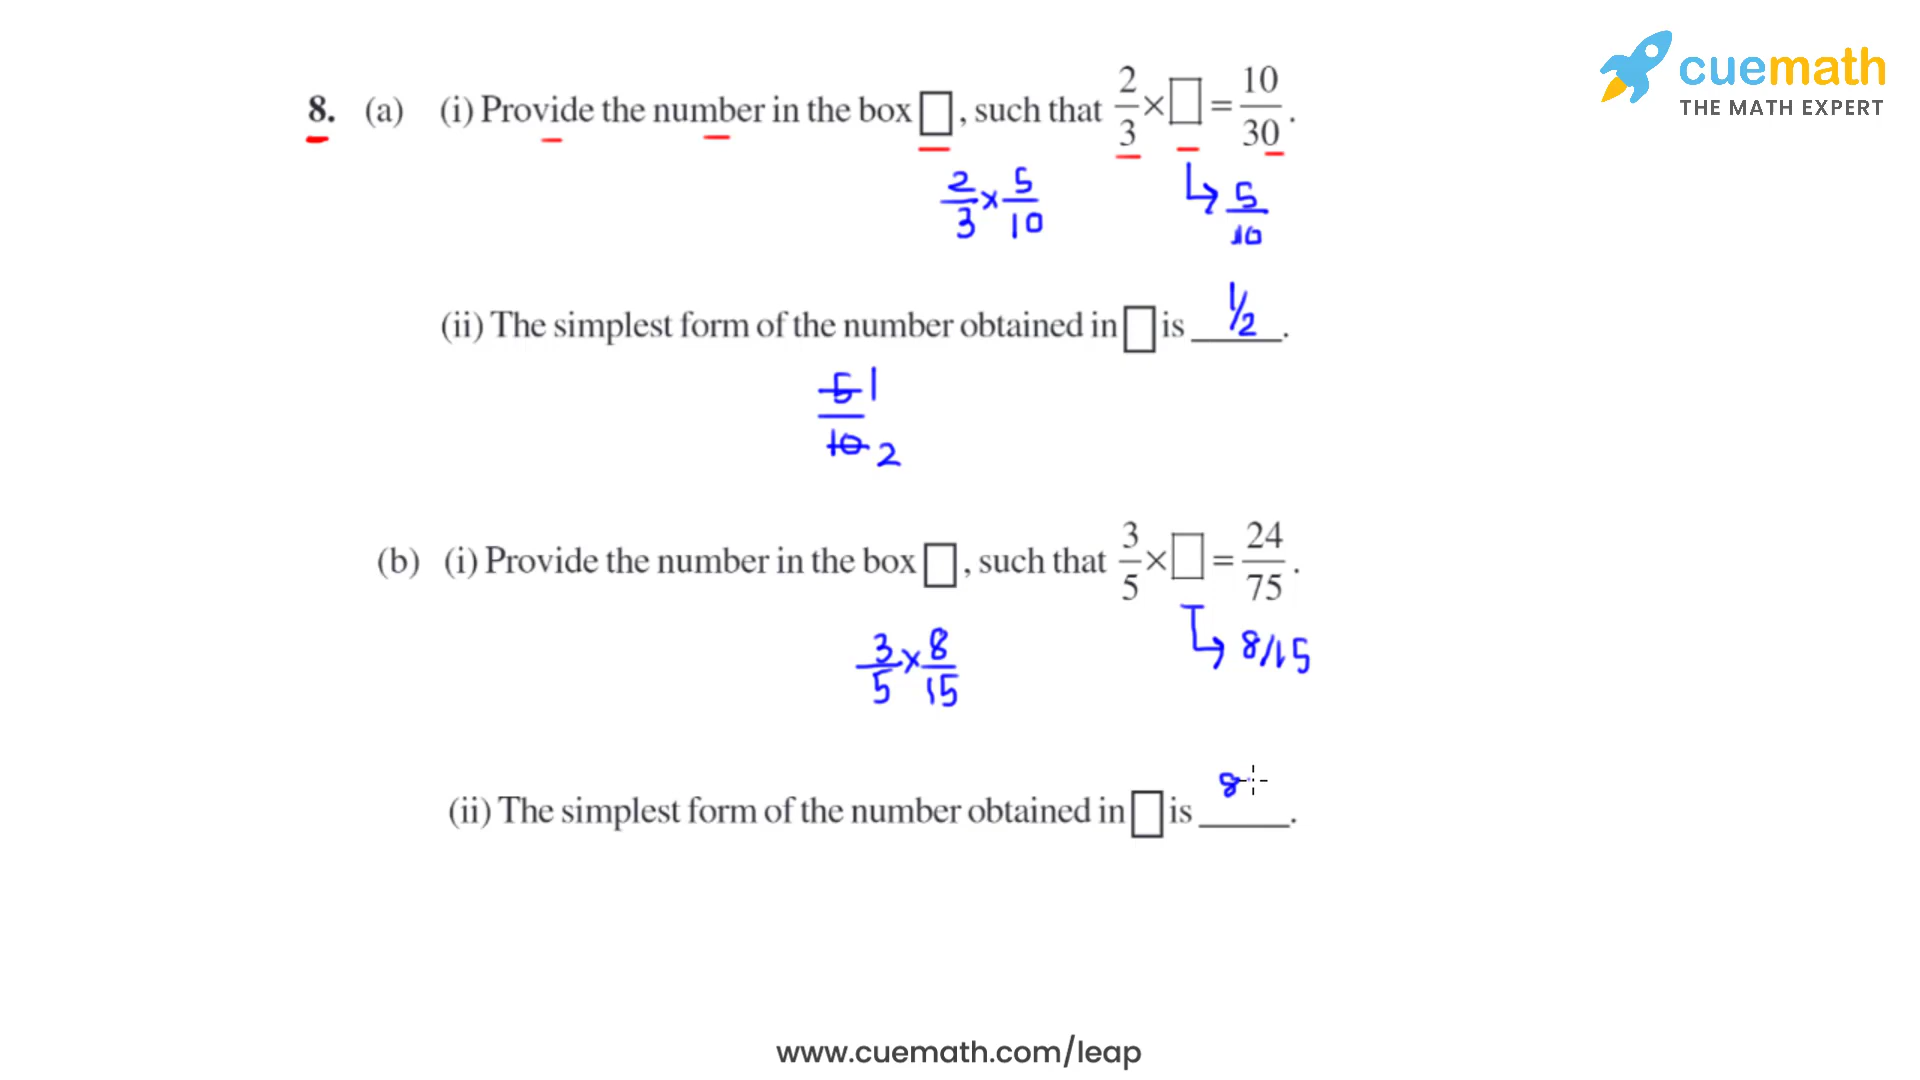 cuemath
THE MATH EXPERT
8. (a) (i) Provide the number in the box □, such that 2/3 × □ = 10/30.
2/3 × 5/10
5/10
(ii) The simplest form of the number obtained in □ is 1/2.
5 1
10 2
(b) (i) Provide the number in the box □, such that 3/5 × □ = 24/75.
3/5 × 8/15
8/15
(ii) The simplest form of the number obtained in □ is 8.
www.cuemath.com/leap